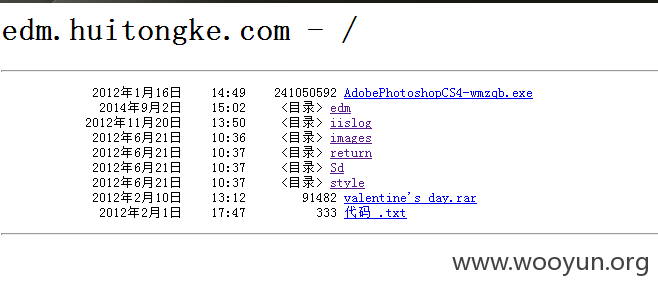 edm.huitongke.com - /
2012年1月16日 14:49 241050592 AdobePhotoshopCS4-wmzqb.exe
2014年9月2日 15:02 <目录> edm
2012年11月20日 13:50 <目录> iislog
2012年6月21日 10:36 <目录> images
2012年6月21日 10:37 <目录> return
2012年6月21日 10:37 <目录> Sd
2012年6月21日 10:37 <目录> style
2012年2月10日 13:12 91482 valentine's day.rar
2012年2月1日 17:47 333 代码 .txt
www.wooyun.org